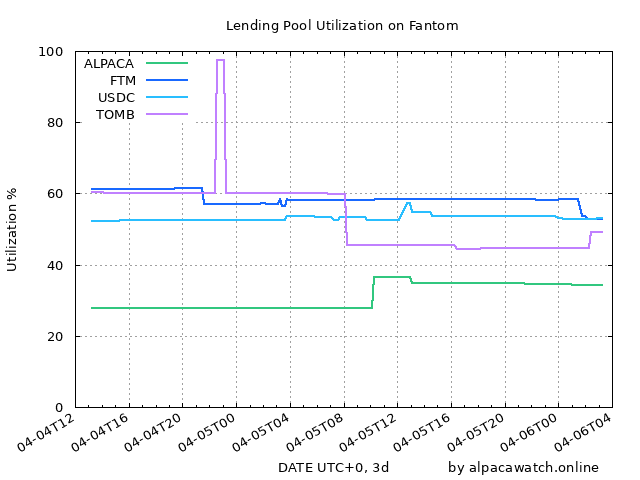 Lending Pool Utilization on Fantom
100
80
60
40
20
0
Utilization %
ALPACA
FTM
USDC
TOMB
04-04T12
04-04T16
04-04T20
04-05T00
04-05T04
04-05T08
04-05T12
04-05T16
04-05T20
04-06T00
04-06T04
DATE UTC+0, 3d
by alpacawatch.online